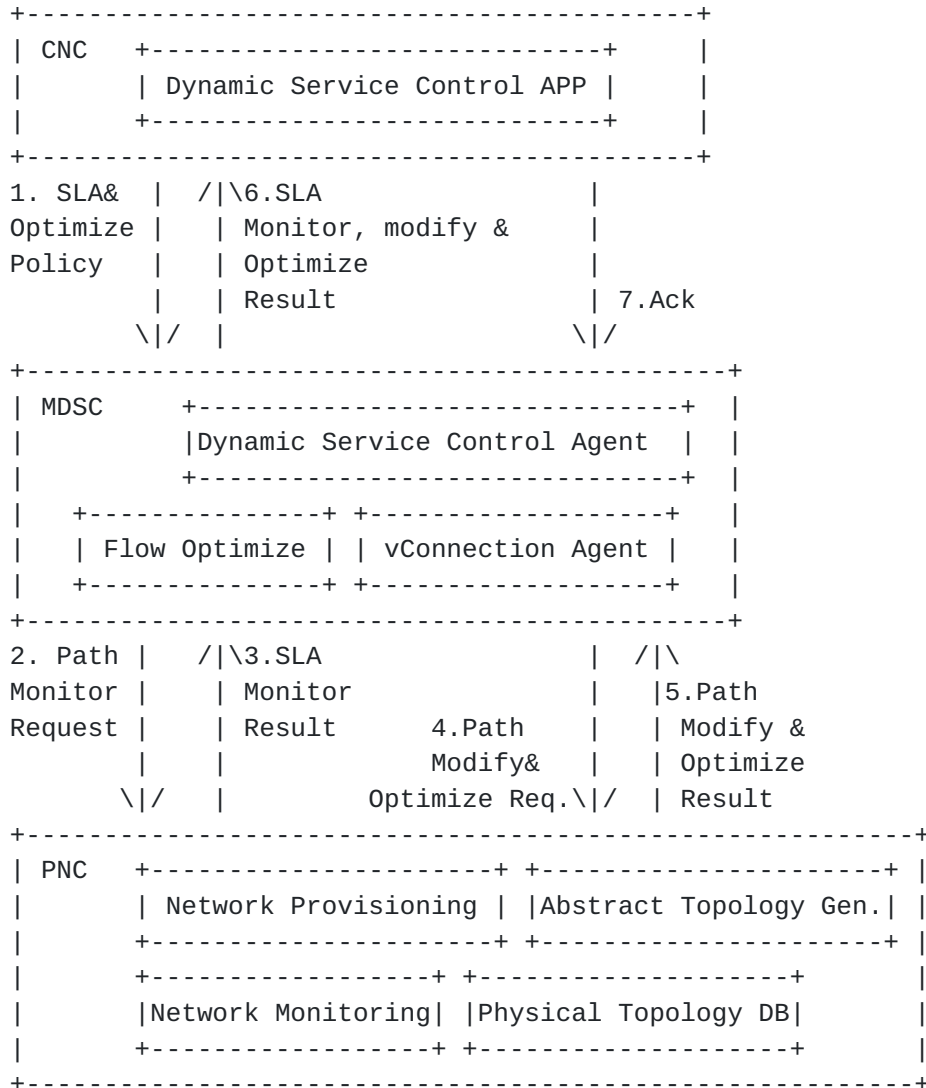 CNC
Dynamic Service Control APP
1. SLA& 6.SLA
Optimize Monitor, modify &
Policy Optimize
Result 7.Ack
MDSC
Dynamic Service Control Agent
Flow Optimize vConnection Agent
2. Path 3.SLA
Monitor Monitor 5.Path
Request Result 4.Path Modify &
Modify& Optimize
Optimize Req. Result
PNC
Network Provisioning Abstract Topology Gen.
Network Monitoring Physical Topology DB